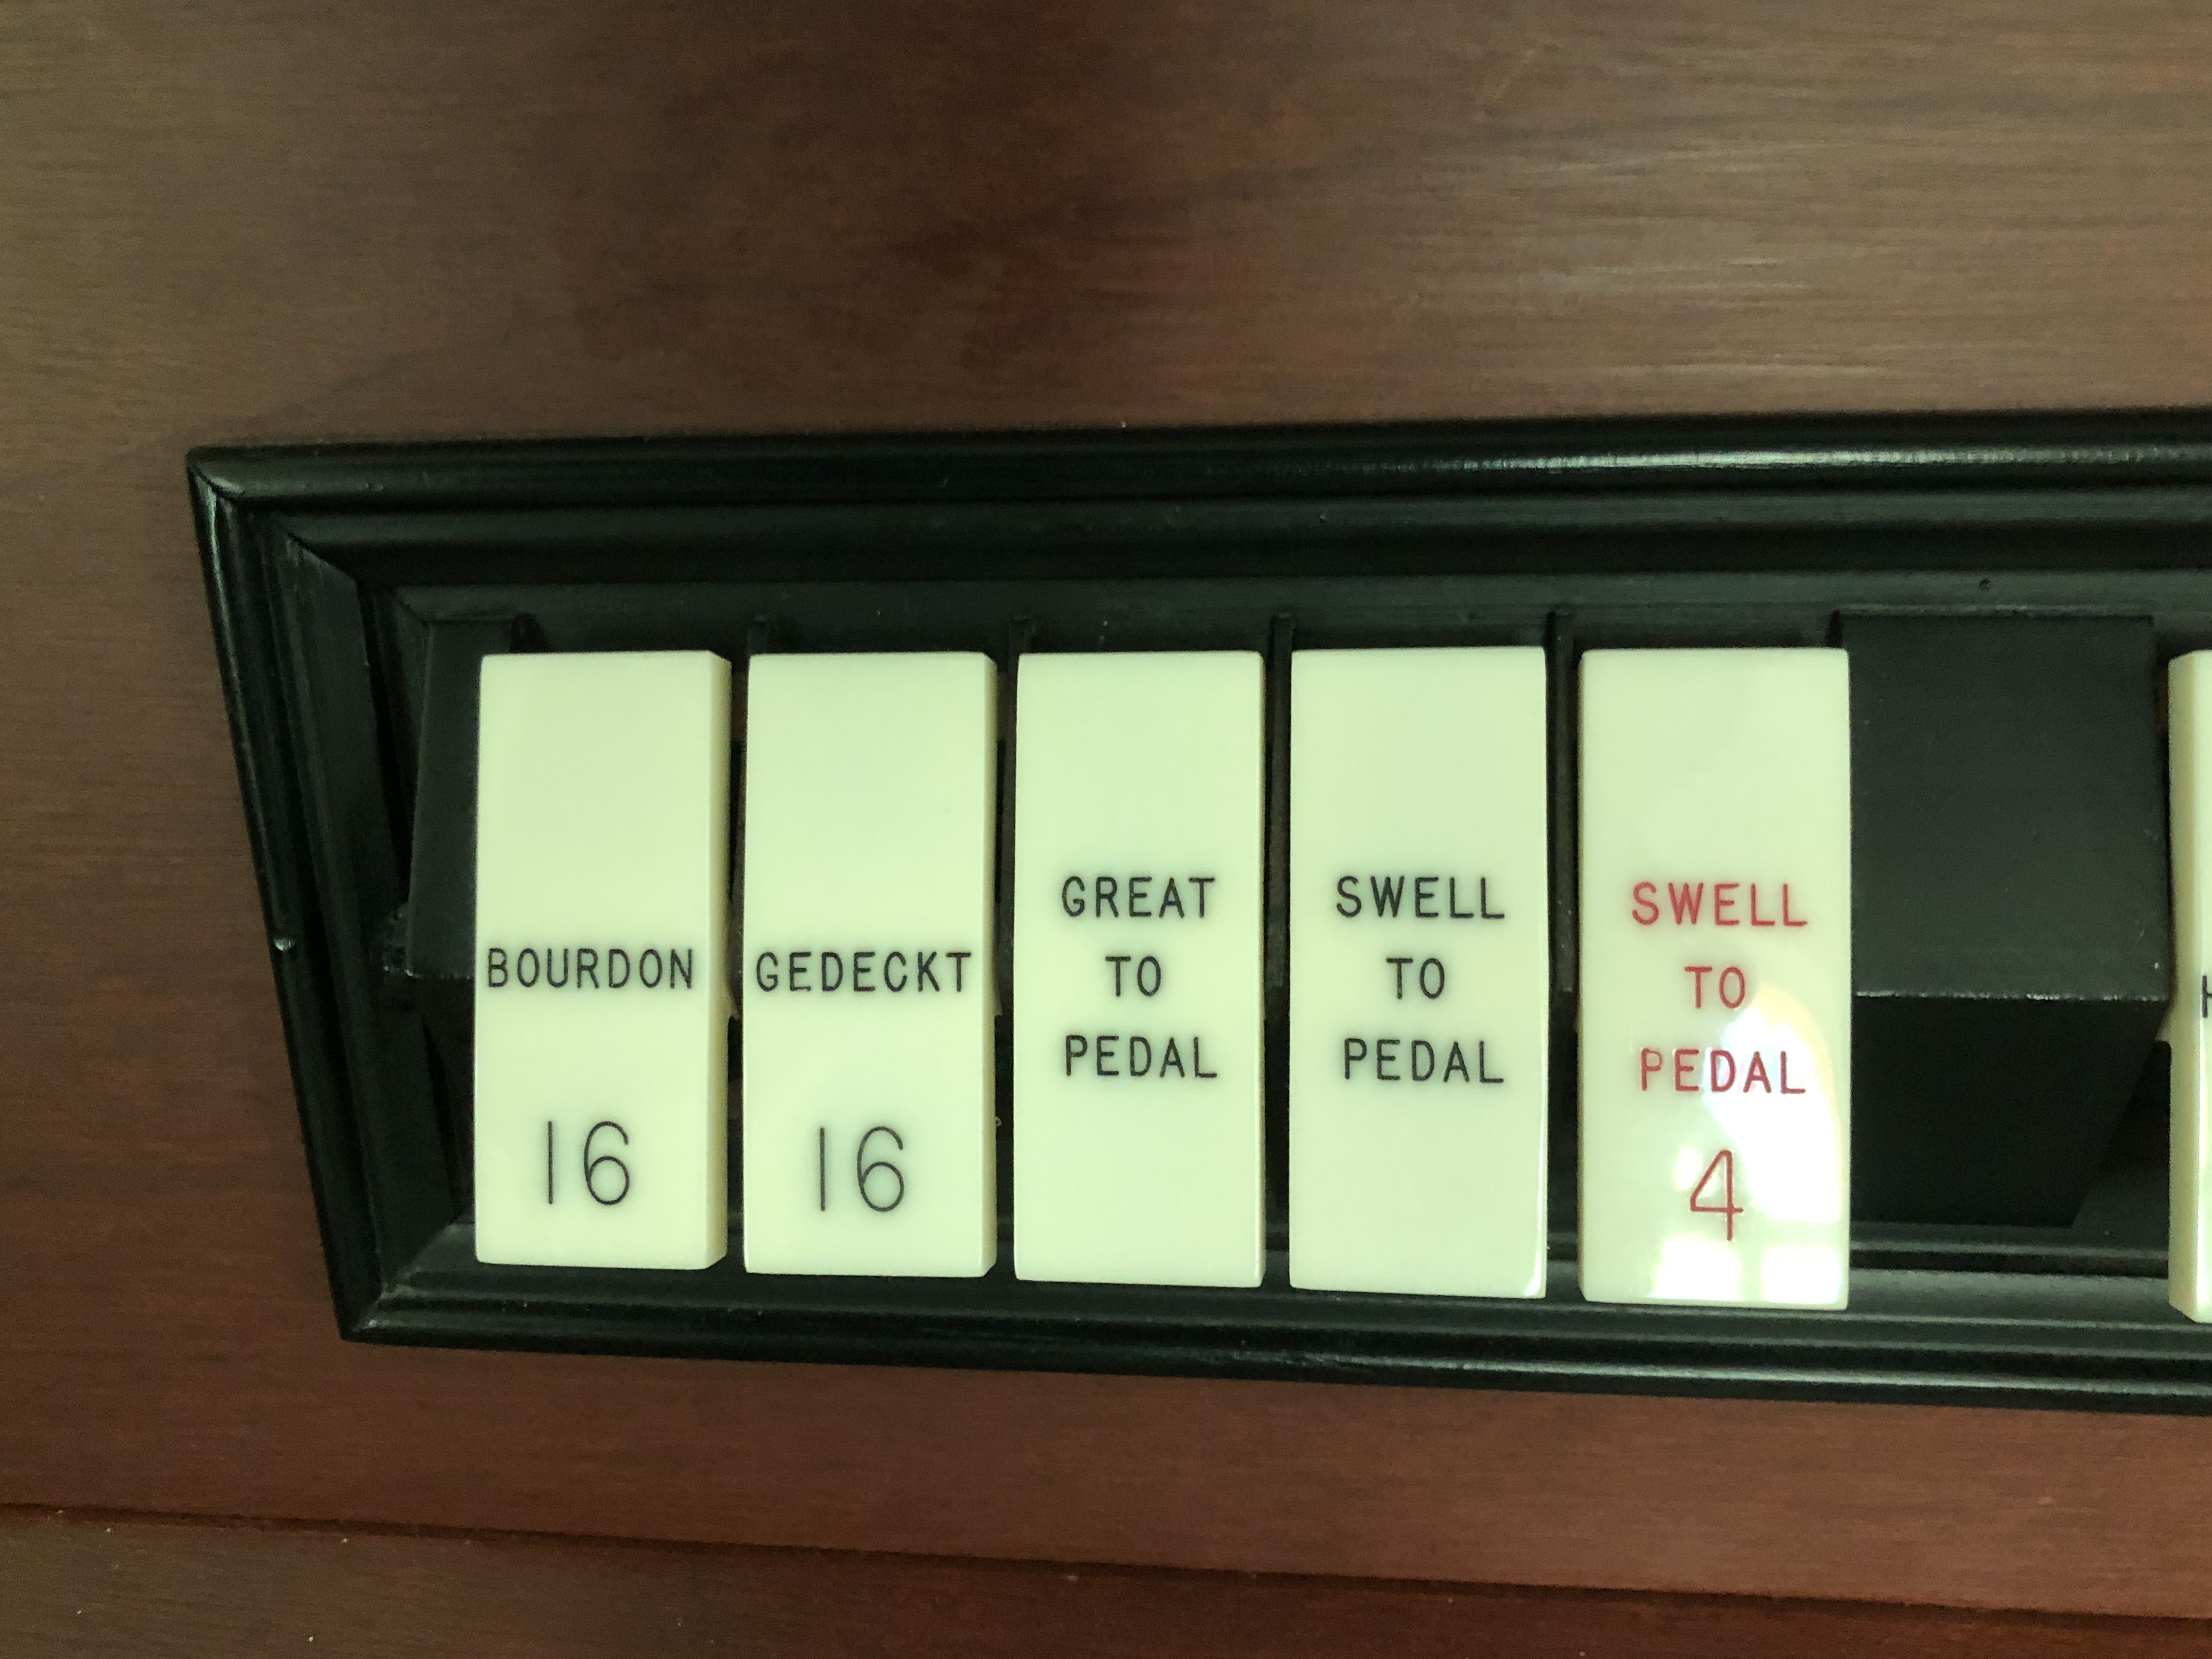 BOURDON
16
GEDECKT
16
GREAT
TO
PEDAL
SWELL
TO
PEDAL
SWELL
TO
PEDAL
4